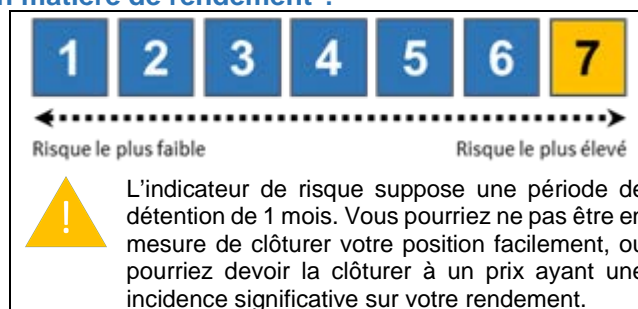 n matière de rendement ?
1 2 3 4 5 6 7
Risque le plus faible Risque le plus élevé
L'indicateur de risque suppose une période de
détention de 1 mois. Vous pourriez ne pas être en
mesure de clôturer votre position facilement, ou
pourriez devoir la clôturer à un prix ayant une
incidence significative sur votre rendement.